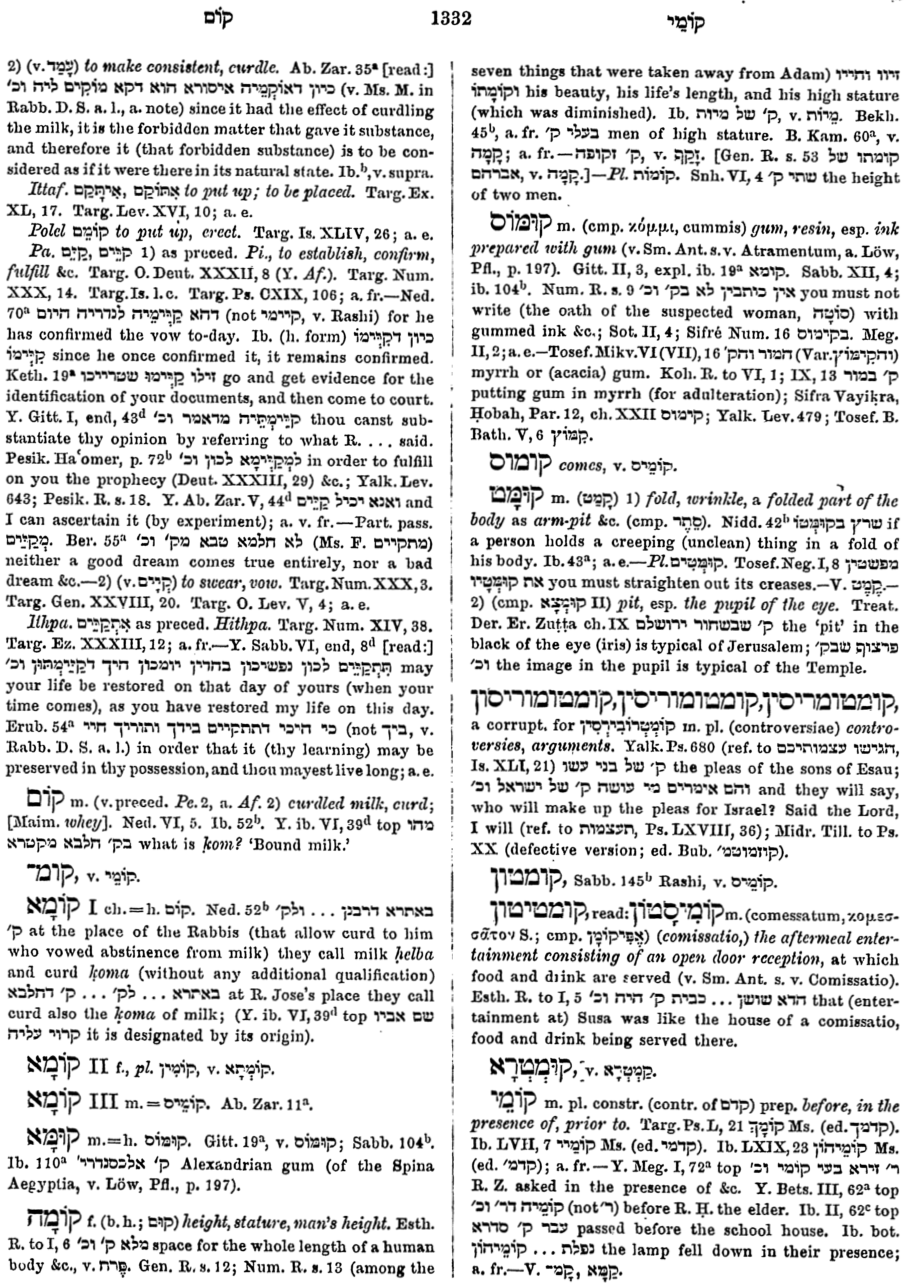 קוֹם
1332
קוֹמֵי
2) (v. עָמַד) to make consistent, curdle. Ab. Zar. 35ª [read:]
כיון דאוֹקְמֵיה איסורא הוא דקא מוקים ליה וכ׳ (v. Ms. M. in
Rabb. D. S. a. l., a. note) since it had the effect of curdling
the milk, it is the forbidden matter that gave it substance,
and therefore it (that forbidden substance) is to be con-
sidered as if it were there in its natural state. Ib.ᵇ, v. supra.
Ittaf. אִתּוֹקַם, אִיתָּקַם to put up; to be placed. Targ. Ex.
XL, 17. Targ. Lev. XVI, 10; a. e.
Polel קוֹמֵם to put up, erect. Targ. Is. XLIV, 26; a. e.
Pa. קַיֵּים, קַיֵּם 1) as preced. Pi., to establish, confirm,
fulfill &c. Targ. O. Deut. XXXII, 8 (Y. Af.). Targ. Num.
XXX, 14. Targ. Is. l. c. Targ. Ps. CXIX, 106; a. fr.—Ned.
70ª דהא קַיְּימֵיה לנדריה היום (not קיימי, v. Rashi) for he
has confirmed the vow to-day. Ib. (h. form) כיון דקִיְּימוֹ
קִיְּימוֹ since he once confirmed it, it remains confirmed.
Keth. 19ª זילו קַיְּימוּ שטרייכו go and get evidence for the
identification of your documents, and then come to court.
Y. Gitt. I, end, 43ᵈ קַיְּימְתֵּיהּ מדאמר וכ׳ thou canst sub-
stantiate thy opinion by referring to what R. . . . said.
Pesik. Haʿomer, p. 72ᵇ לִמְקַיְּימָא לכון וכ׳ in order to fulfill
on you the prophecy (Deut. XXXIII, 29) &c.; Yalk. Lev.
643; Pesik. R. s. 18. Y. Ab. Zar. V, 44ᵈ ואנא יכיל קַיֵּים and
I can ascertain it (by experiment); a. v. fr.—Part. pass.
מְקַיֵּים. Ber. 55ª לא חלמא טבא מק׳ וכ׳ (Ms. F. מתקיים)
neither a good dream comes true entirely, nor a bad
dream &c.—2) (v. קְיָים) to swear, vow. Targ. Num. XXX, 3.
Targ. Gen. XXVIII, 20. Targ. O. Lev. V, 4; a. e.
Ithpa. אִתְקַיַּים as preced. Hithpa. Targ. Num. XIV, 38.
Targ. Ez. XXXIII, 12; a. fr.—Y. Sabb. VI, end, 8ᵈ [read:]
תִּתְקַיֵּים לכון נפשיכון בהדין יומכון היך דְקַיַּימְתּוּן וכ׳ may
your life be restored on that day of yours (when your
time comes), as you have restored my life on this day.
Erub. 54ª כי היכי דתתקיים בידך ותוריך חיי (not ביך, v.
Rabb. D. S. a. l.) in order that it (thy learning) may be
preserved in thy possession, and thou mayest live long; a. e.
קוֹם m. (v. preced. Pe. 2, a. Af. 2) curdled milk, curd;
[Maim. whey]. Ned. VI, 5. Ib. 52ᵇ. Y. ib. VI, 39ᵈ top מהו
בק׳ חלבא מקטרא what is ḳom? ‘Bound milk.’
קוּמ־, v. קוֹמֵי.
קוֹמָא I ch.=h. קוֹם. Ned. 52ᵇ באתרא דרבנן . . . ולק׳
ק׳ at the place of the Rabbis (that allow curd to him
who vowed abstinence from milk) they call milk ḥelba
and curd ḳoma (without any additional qualification)
באתרא . . . לק׳ . . . ק׳ דחלבא at R. Jose's place they call
curd also the ḳoma of milk; (Y. ib. VI, 39ᵈ top שם אביו
קרוי עליה it is designated by its origin).
קוֹמָא II f., pl. קוֹמִין, v. קוֹמְתָא.
קוֹמָא III m.=קוֹמֵיס. Ab. Zar. 11ª.
קוּמָּא m.=h. קוּמּוֹס. Gitt. 19ª, v. קוּמּוֹס; Sabb. 104ᵇ.
Ib. 110ª ק׳ אלכסנדרי׳ Alexandrian gum (of the Spina
Aegyptia, v. Löw, Pfl., p. 197).
קוֹמָה f. (b. h.; קוּם) height, stature, man's height. Esth.
R. to I, 6 מלא ק׳ וכ׳ space for the whole length of a human
body &c., v. פָּרַח. Gen. R. s. 12; Num. R. s. 13 (among the
seven things that were taken away from Adam) זיוו וחייו
וקומתו his beauty, his life's length, and his high stature
(which was diminished). Ib. ק׳ של מיות, v. מִיּוֹת. Bekh.
45ᵇ, a. fr. בעלי ק׳ men of high stature. B. Kam. 60ª, v.
קָמָה; a. fr.—ק׳ זקופה, v. זָקַף. [Gen. R. s. 53 קומתו של
אברהם, v. קָמָה.]—Pl. קוֹמוֹת. Snh. VI, 4 שתי ק׳ the height
of two men.
קוּמּוֹס m. (cmp. κόμμι, cummis) gum, resin, esp. ink
prepared with gum (v. Sm. Ant. s. v. Atramentum, a. Löw,
Pfl., p. 197). Gitt. II, 3, expl. ib. 19ª קומא. Sabb. XII, 4;
ib. 104ᵇ. Num. R. s. 9 אין כותבין לא בק׳ וכ׳ you must not
write (the oath of the suspected woman, סוֹטָה) with
gummed ink &c.; Sot. II, 4; Sifré Num. 16 בקימוס. Meg.
II, 2; a. e.—Tosef. Mikv. VI (VII), 16 המור והק׳ (Var. והקימוץ)
myrrh or (acacia) gum. Koh. R. to VI, 1; IX, 13 ק׳ במור
putting gum in myrrh (for adulteration); Sifra Vayiḳra,
Ḥobah, Par. 12, ch. XXII קימוס; Yalk. Lev. 479; Tosef. B.
Bath. V, 6 קִמּוֹץ.
קוֹמוֹס comes, v. קוֹמֵיס.
קוּמָּט m. (קָמַט) 1) fold, wrinkle, a folded part of the
body as arm-pit &c. (cmp. סֵתֶר). Nidd. 42ᵇ שרץ בקוּמְּטוֹ if
a person holds a creeping (unclean) thing in a fold of
his body. Ib. 43ª; a. e.—Pl. קוּמָּטִים. Tosef. Neg. I, 8 מפשטין
את קוּמָּטָיו you must straighten out its creases.—V. קֶמֶט.—
2) (cmp. קוּמְצָא II) pit, esp. the pupil of the eye. Treat.
Der. Er. Zuṭṭa ch. IX ק׳ שבשחור ירושלם the ‘pit’ in the
black of the eye (iris) is typical of Jerusalem; פרצוף שבק׳
וכ׳ the image in the pupil is typical of the Temple.
קומטומריסין, קומטומוריסין, קומטומוריסון,
a corrupt. for קוֹמְטְרוֹבֵירְסִין m. pl. (controversiae) contro-
versies, arguments. Yalk. Ps. 680 (ref. to הגישו עצמותיכם,
Is. XLI, 21) ק׳ של בני עשו the pleas of the sons of Esau;
והם אומרים מי עושה ק׳ של ישראל וכ׳ and they will say,
who will make up the pleas for Israel? Said the Lord,
I will (ref. to תעצמות, Ps. LXVIII, 36); Midr. Till. to Ps.
XX (defective version; ed. Bub. קוזמוטמ׳).
קוֹמטון, Sabb. 145ᵇ Rashi, v. קוֹמֵיס.
קומטיטון, read: קוֹמֵיסָטוֹן m. (comessatum, κομεσ-
σᾶτον S.; cmp. אֲפִיקוֹמָן) (comissatio,) the aftermeal enter-
tainment consisting of an open door reception, at which
food and drink are served (v. Sm. Ant. s. v. Comissatio).
Esth. R. to I, 5 הדא שושן . . . כבית ק׳ היה וכ׳ that (enter-
tainment at) Susa was like the house of a comissatio,
food and drink being served there.
קוּמְטְרָא, v. קַמְטְרָא.
קוֹמֵי m. pl. constr. (contr. of קדם) prep. before, in the
presence of, prior to. Targ. Ps. L, 21 קוֹמָךְ Ms. (ed. קדמך).
Ib. LVII, 7 קוֹמַיי Ms. (ed. קדמי). Ib. LXIX, 23 קוֹמֵיהוֹן Ms.
(ed. קדמ׳); a. fr.—Y. Meg. I, 72ª top ר׳ זירא בעי קומי וכ׳
R. Z. asked in the presence of &c. Y. Bets. III, 62ª top
קוֹמֵיה דר׳ וכ׳ (not ר׳) before R. Ḥ. the elder. Ib. II, 62ᶜ top
עבר ק׳ סדרא passed before the school house. Ib. bot.
נפלת . . . קוֹמֵיהוֹן the lamp fell down in their presence;
a. fr.—V. קַמָּא, קַמ־.